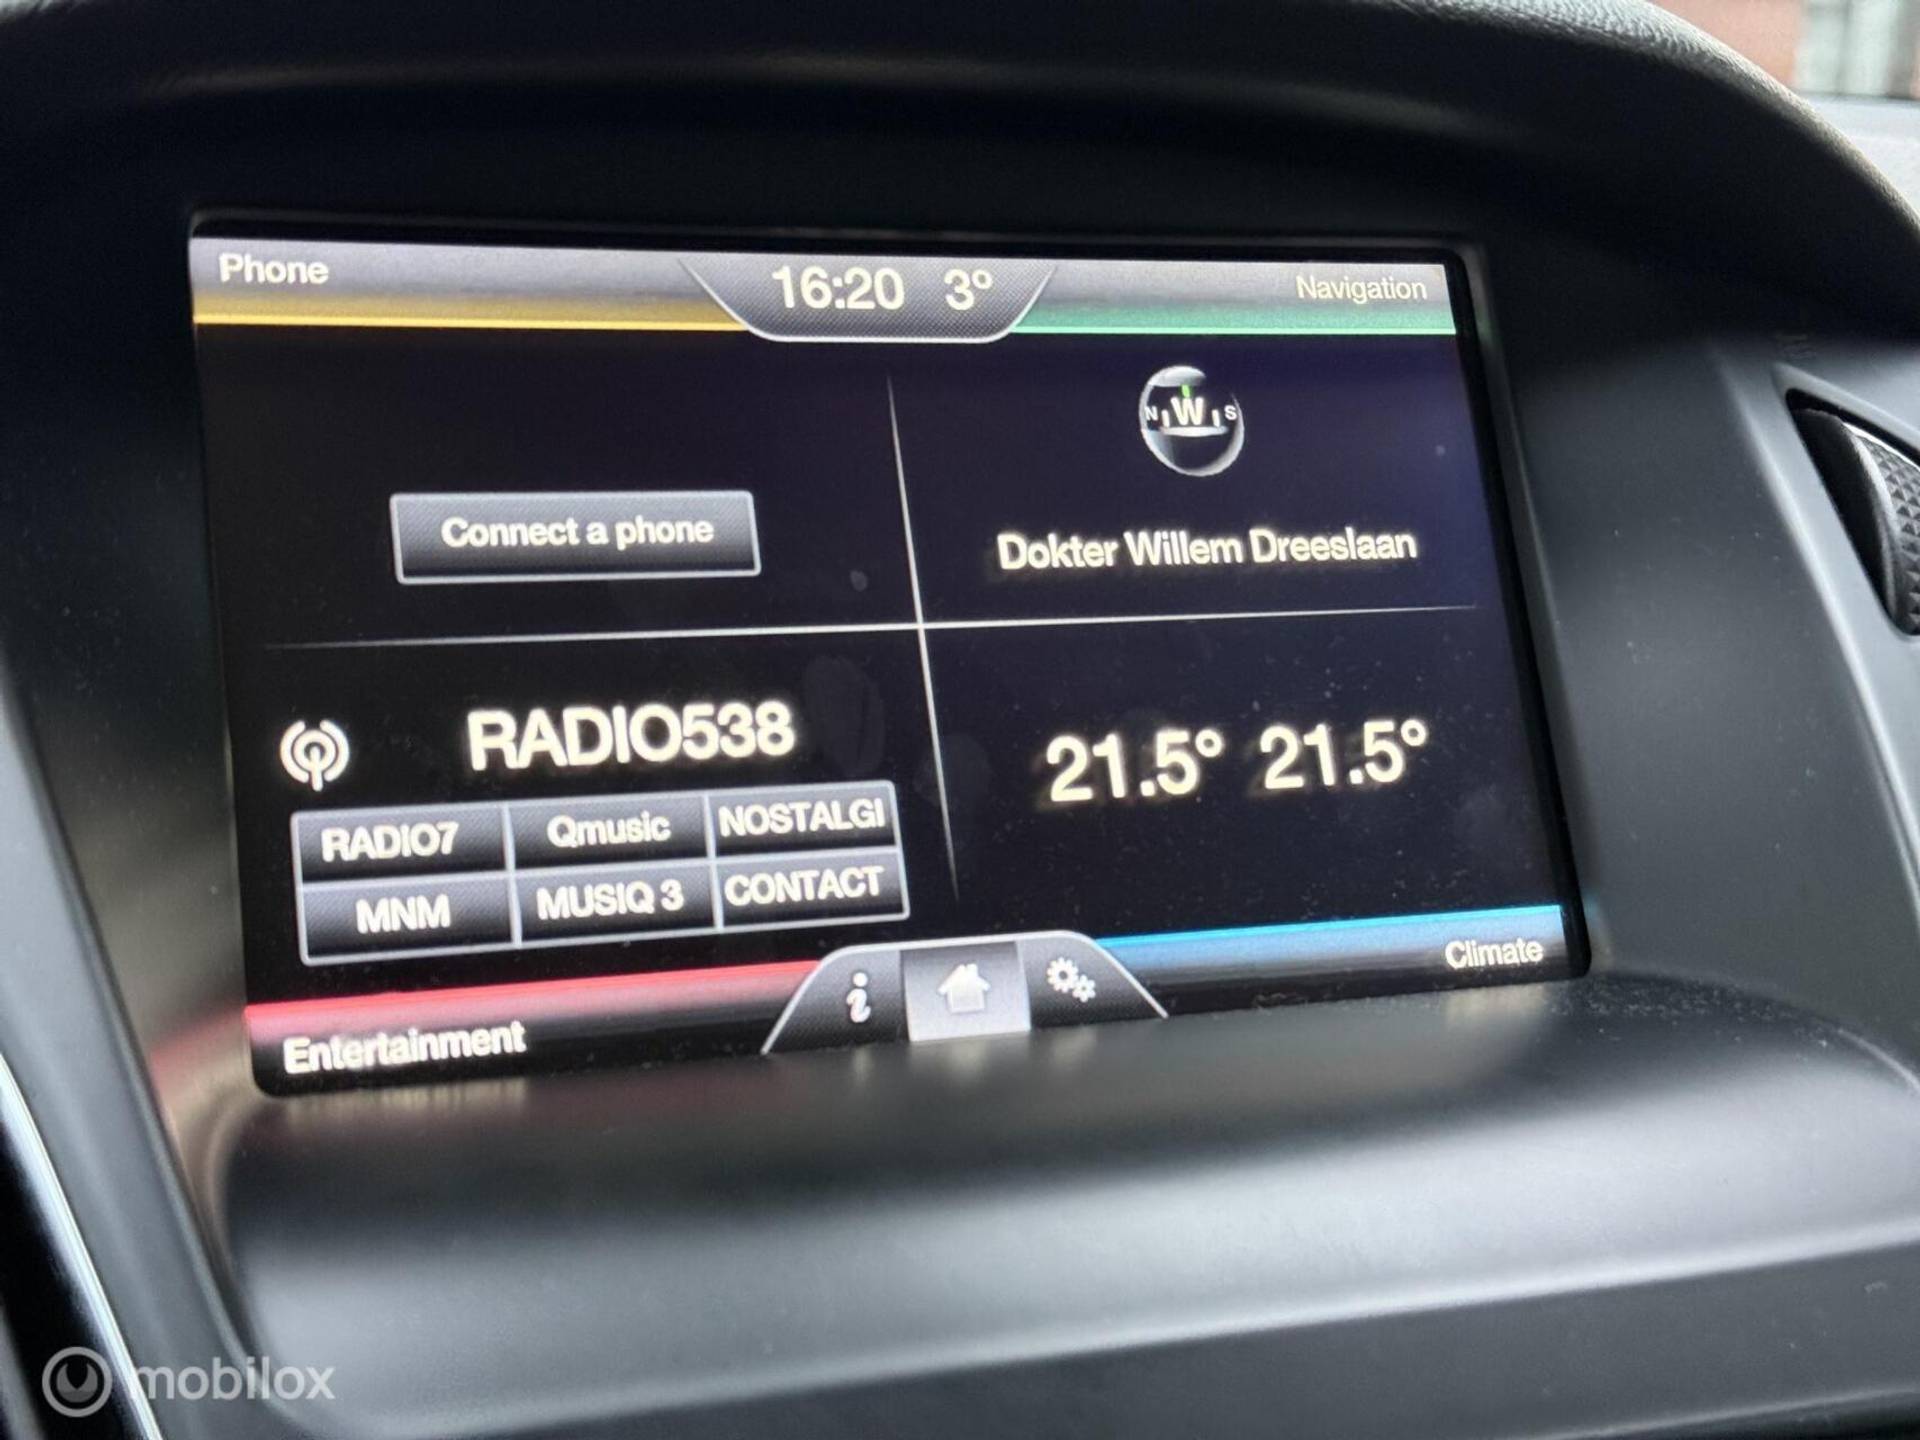 Phone
16:20 3°
Navigation
N W S
Connect a phone
Dokter Willem Dreeslaan
RADIO538
21.5° 21.5°
RADIO7 Qmusic NOSTALGI
MNM MUSIQ 3 CONTACT
Climate
i
Entertainment
mobilox